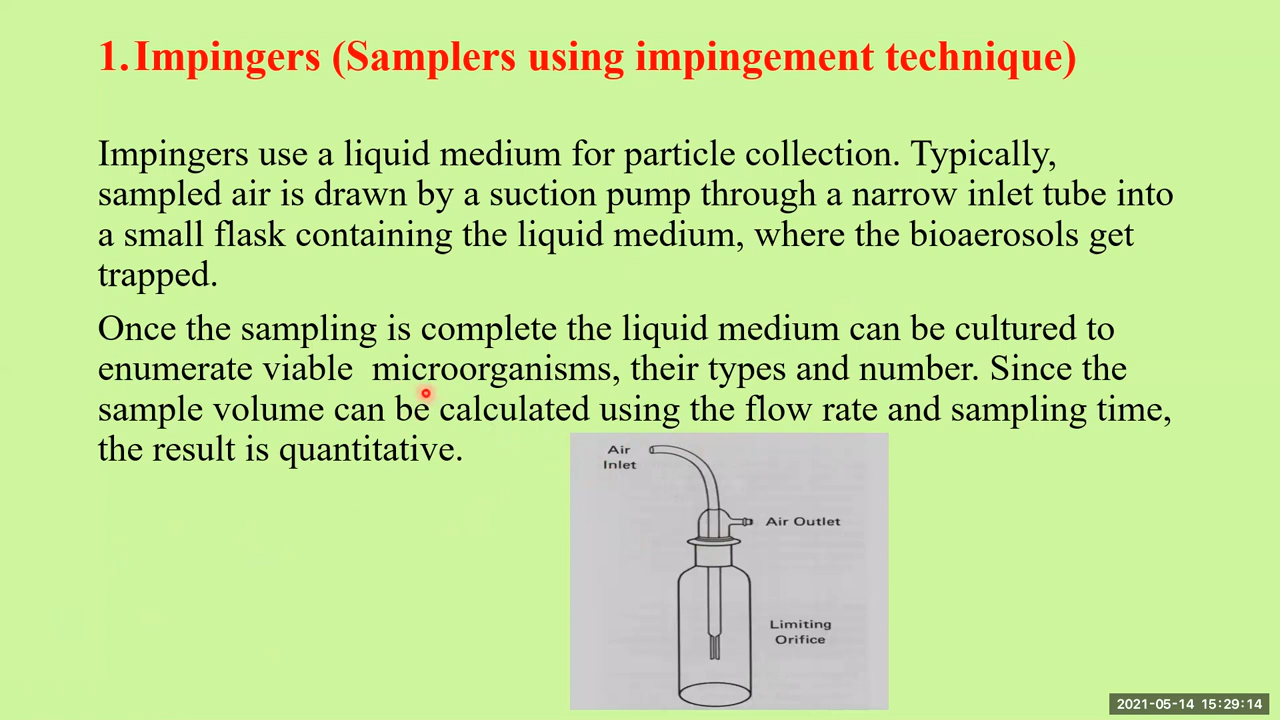 1. Impingers (Samplers using impingement technique)
Impingers use a liquid medium for particle collection. Typically,
sampled air is drawn by a suction pump through a narrow inlet tube into
a small flask containing the liquid medium, where the bioaerosols get
trapped.
Once the sampling is complete the liquid medium can be cultured to
enumerate viable  microorganisms, their types and number. Since the
sample volume can be calculated using the flow rate and sampling time,
the result is quantitative.
Air
Inlet
Air Outlet
Limiting
Orifice
2021-05-14 15:29:14